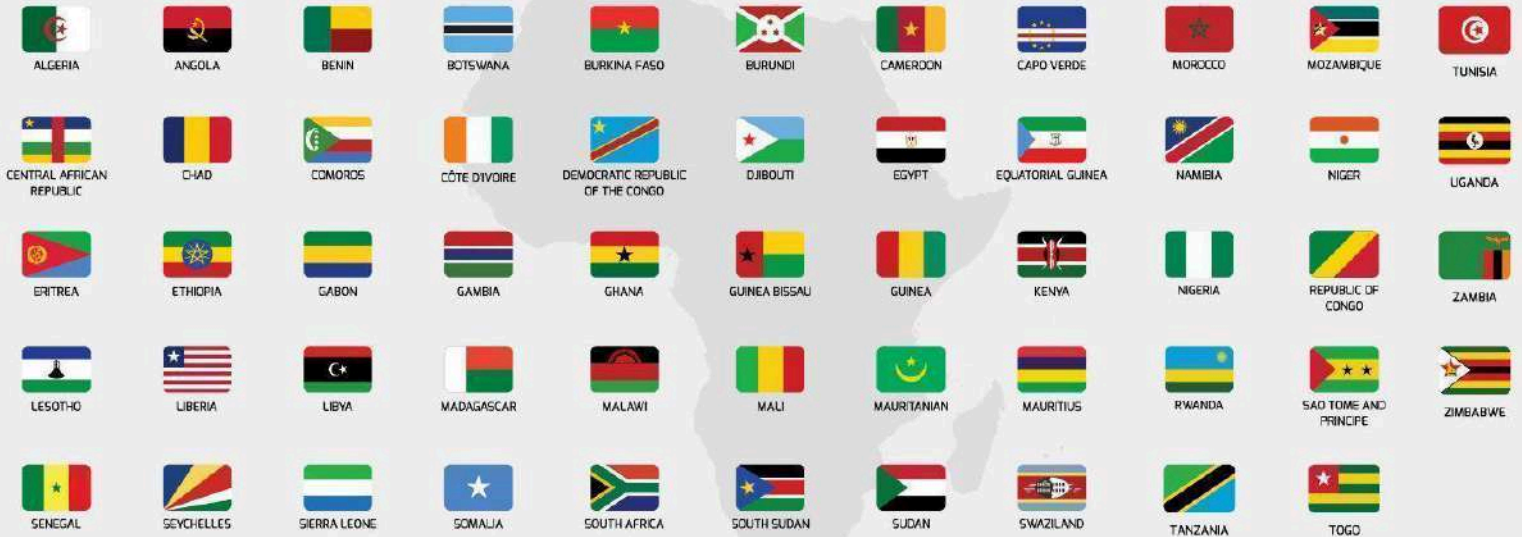 ALGERIA
ANGOLA
BENIN
BOTSWANA
BURKINA FASO
BURUNDI
CAMEROON
CAPO VERDE
MOROCCO
MOZAMBIQUE
TUNISIA
CENTRAL AFRICAN
REPUBLIC
CHAD
COMOROS
CÔTE D'IVOIRE
DEMOCRATIC REPUBLIC
OF THE CONGO
DJIBOUTI
EGYPT
EQUATORIAL GUINEA
NAMIBIA
NIGER
UGANDA
ERITREA
ETHIOPIA
GABON
GAMBIA
GHANA
GUINEA BISSAU
GUINEA
KENYA
NIGERIA
REPUBLIC OF
CONGO
ZAMBIA
LESOTHO
LIBERIA
LIBYA
MADAGASCAR
MALAWI
MALI
MAURITANIAN
MAURITIUS
RWANDA
SAO TOME AND
PRINCIPE
ZIMBABWE
SENEGAL
SEYCHELLES
SIERRA LEONE
SOMALIA
SOUTH AFRICA
SOUTH SUDAN
SUDAN
SWAZILAND
TANZANIA
TOGO